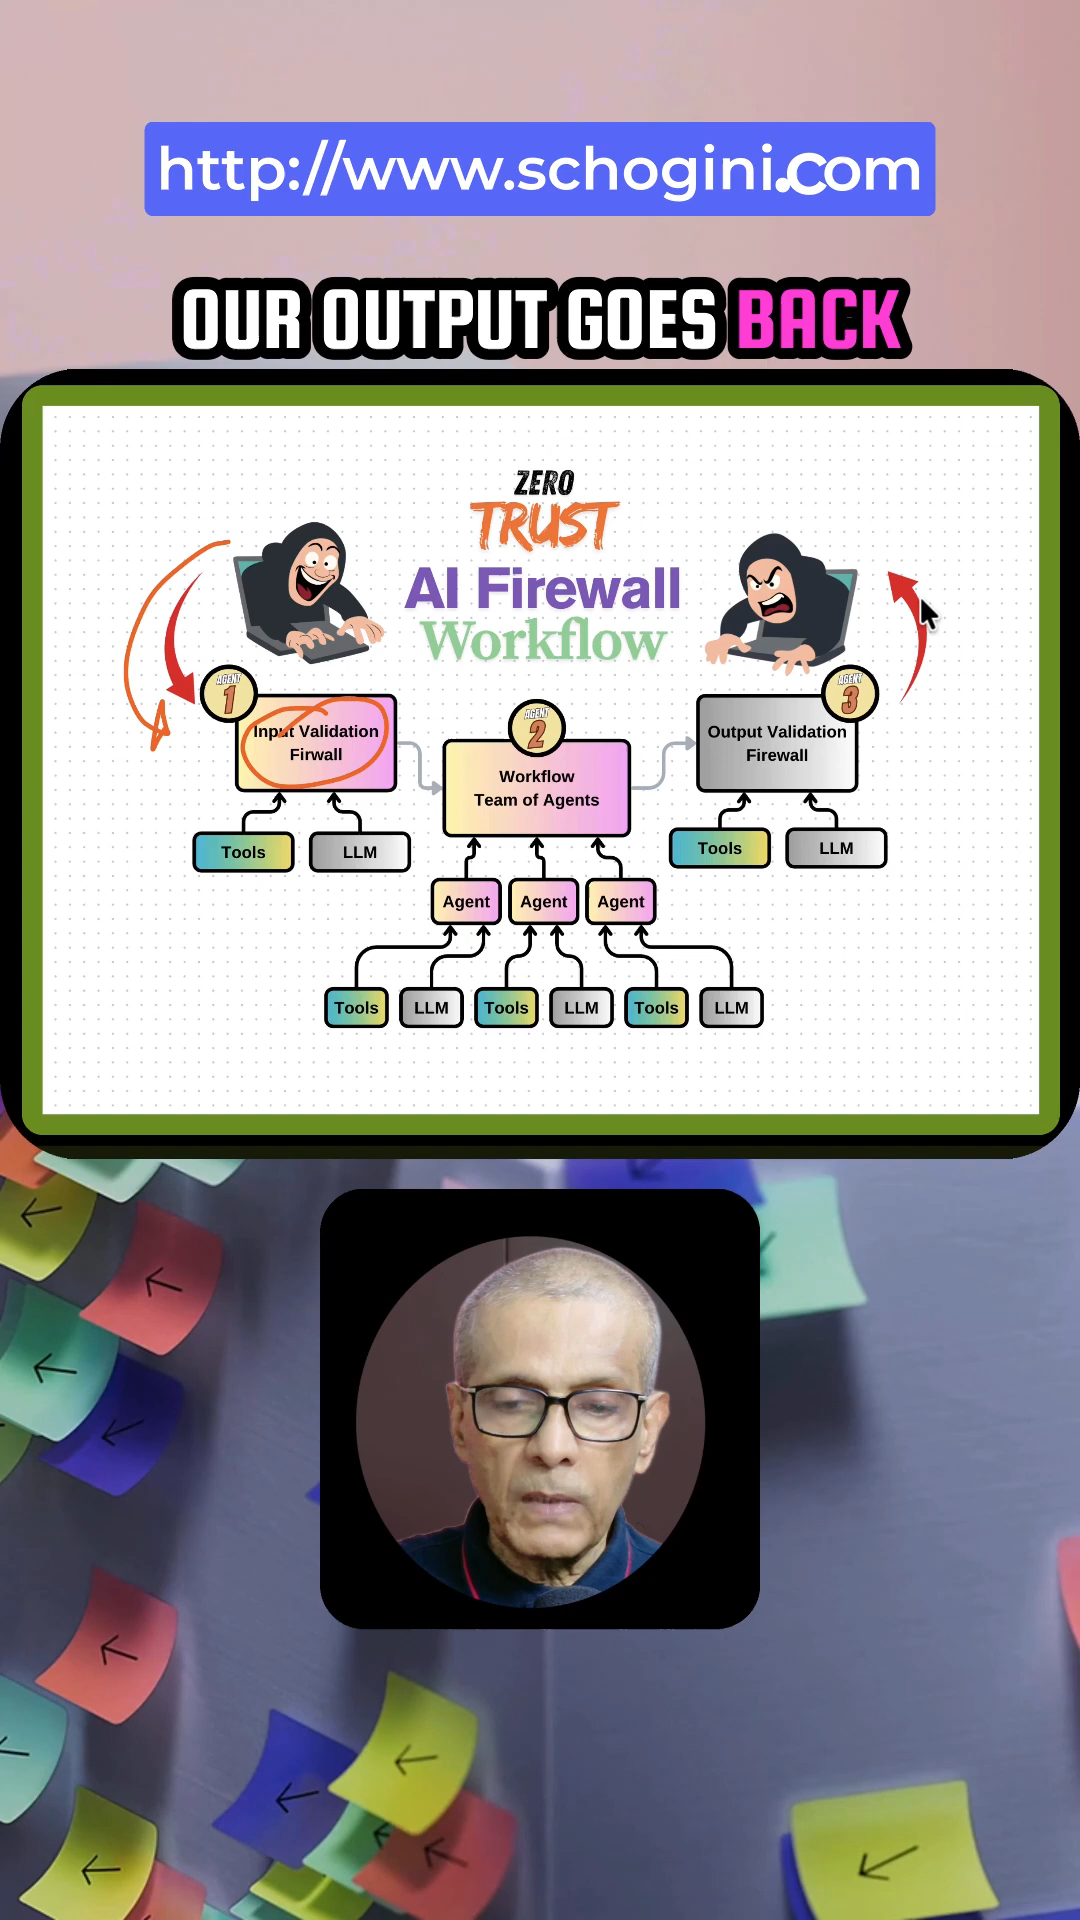 http://www.schogini.com
OUR OUTPUT GOES BACK
ZERO
TRUST
AI Firewall
Workflow
AGENT
1
Input Validation
Firwall
AGENT
2
Workflow
Team of Agents
AGENT
3
Output Validation
Firewall
Tools
LLM
Tools
LLM
Agent
Agent
Agent
Tools
LLM
Tools
LLM
Tools
LLM